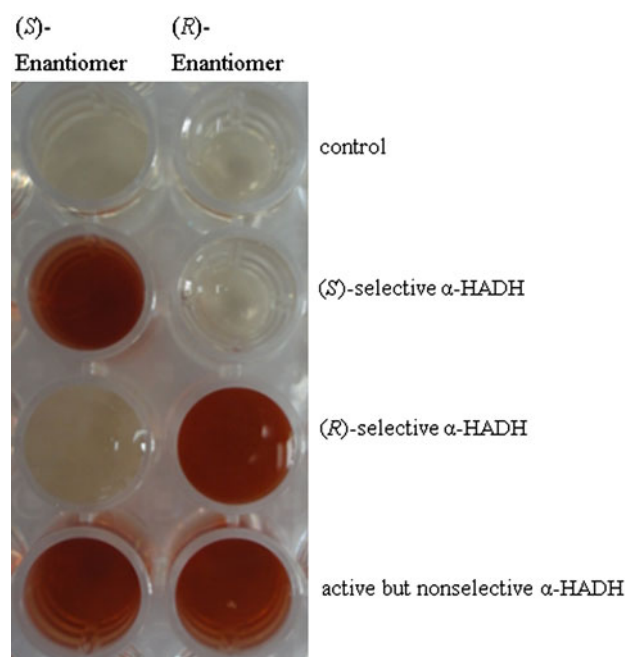 (S)- (R)-
Enantiomer Enantiomer
control
(S)-selective α-HADH
(R)-selective α-HADH
active but nonselective α-HADH